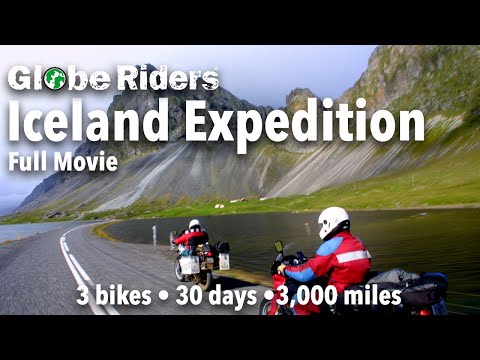 Globe Riders
Iceland Expedition
Full Movie
3 bikes • 30 days •3,000 miles